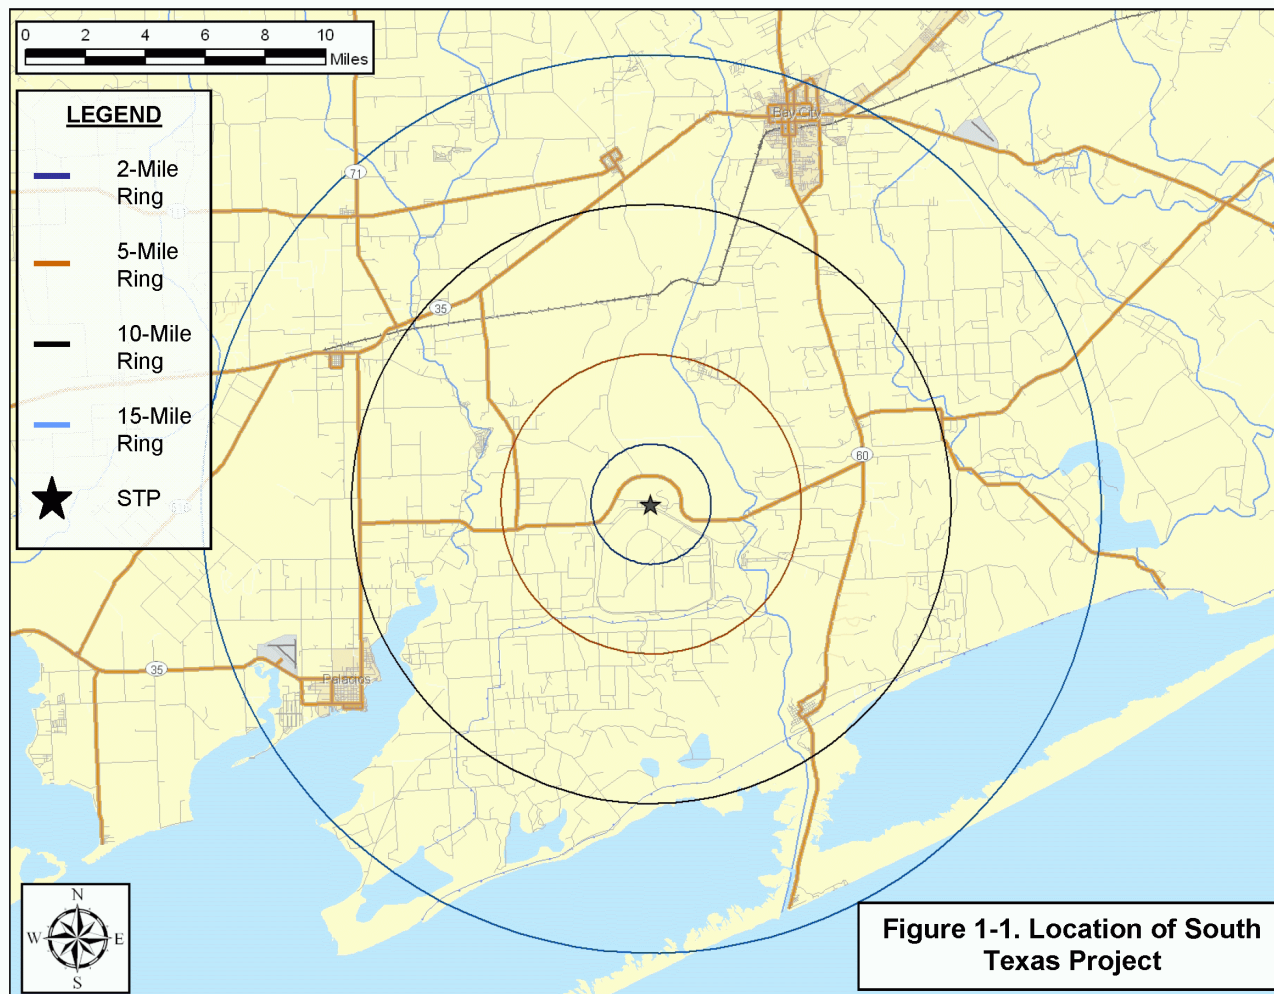 0 2 4 6 8 10
Miles
LEGEND
2-Mile
Ring
5-Mile
Ring
10-Mile
Ring
15-Mile
Ring
STP
Bay City
71
35
60
Palacios
35
N
W E
S
Figure 1-1. Location of South
Texas Project